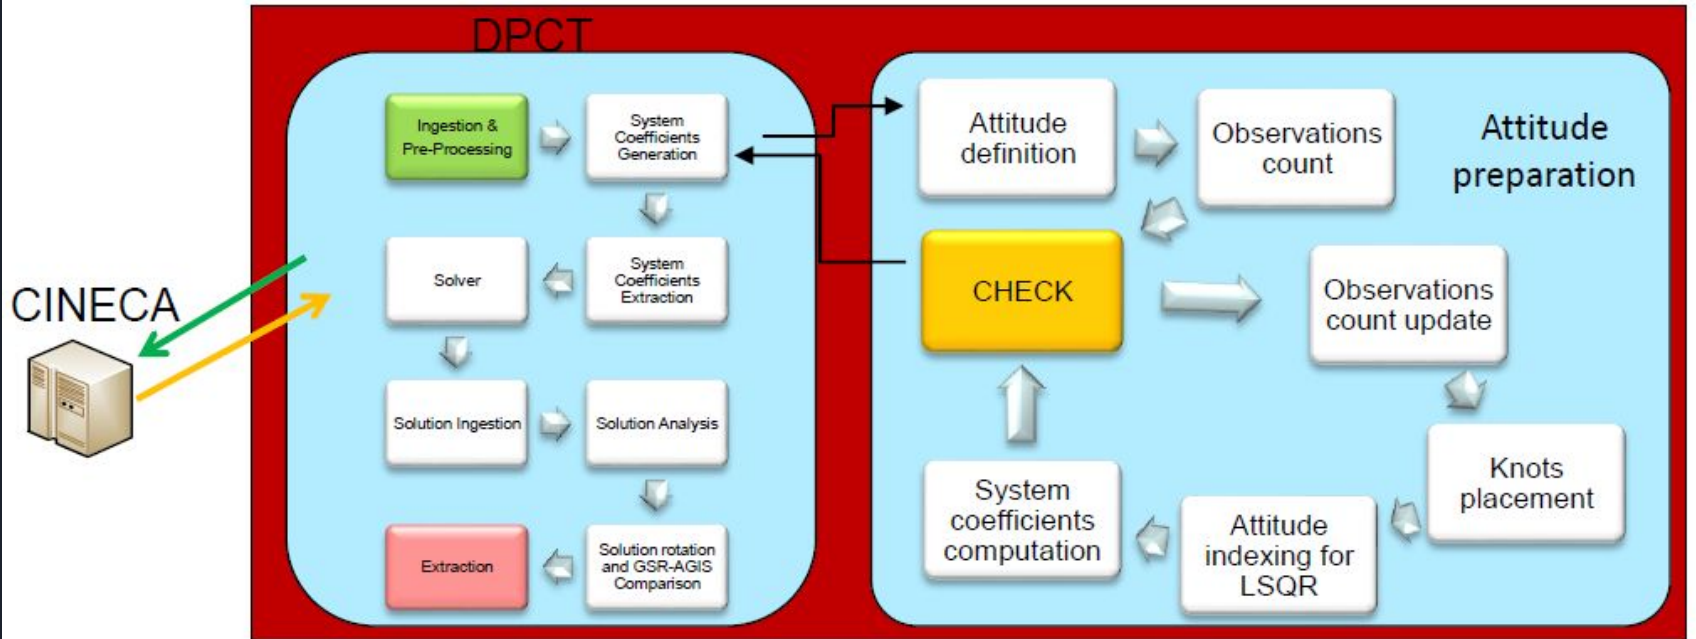 DPCT
CINECA
Ingestion &
Pre-Processing
System
Coefficients
Generation
Solver
System
Coefficients
Extraction
Solution Ingestion
Solution Analysis
Extraction
Solution rotation
and GSR-AGIS
Comparison
Attitude
definition
Observations
count
Attitude
preparation
CHECK
Observations
count update
Knots
placement
Attitude
indexing for
LSQR
System
coefficients
computation